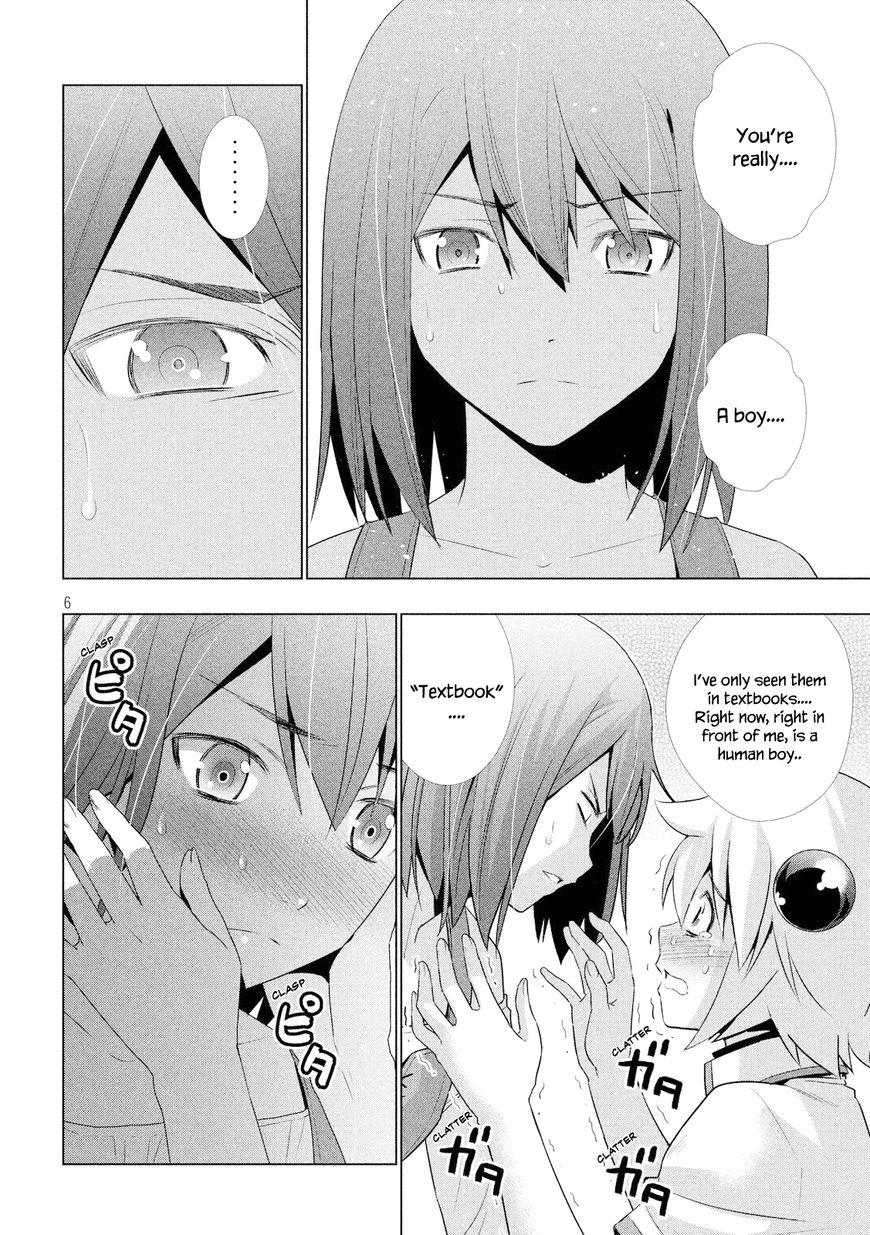 You're
really....
A boy....
........
6
I've only seen them
in textbooks....
Right now, right in
front of me, is a
human boy..
"Textbook"
....
CLATTER
ガタ
CLATTER
ガタ
CLATTER
ガタ
CLASP
ピタ
CLASP
ピタ